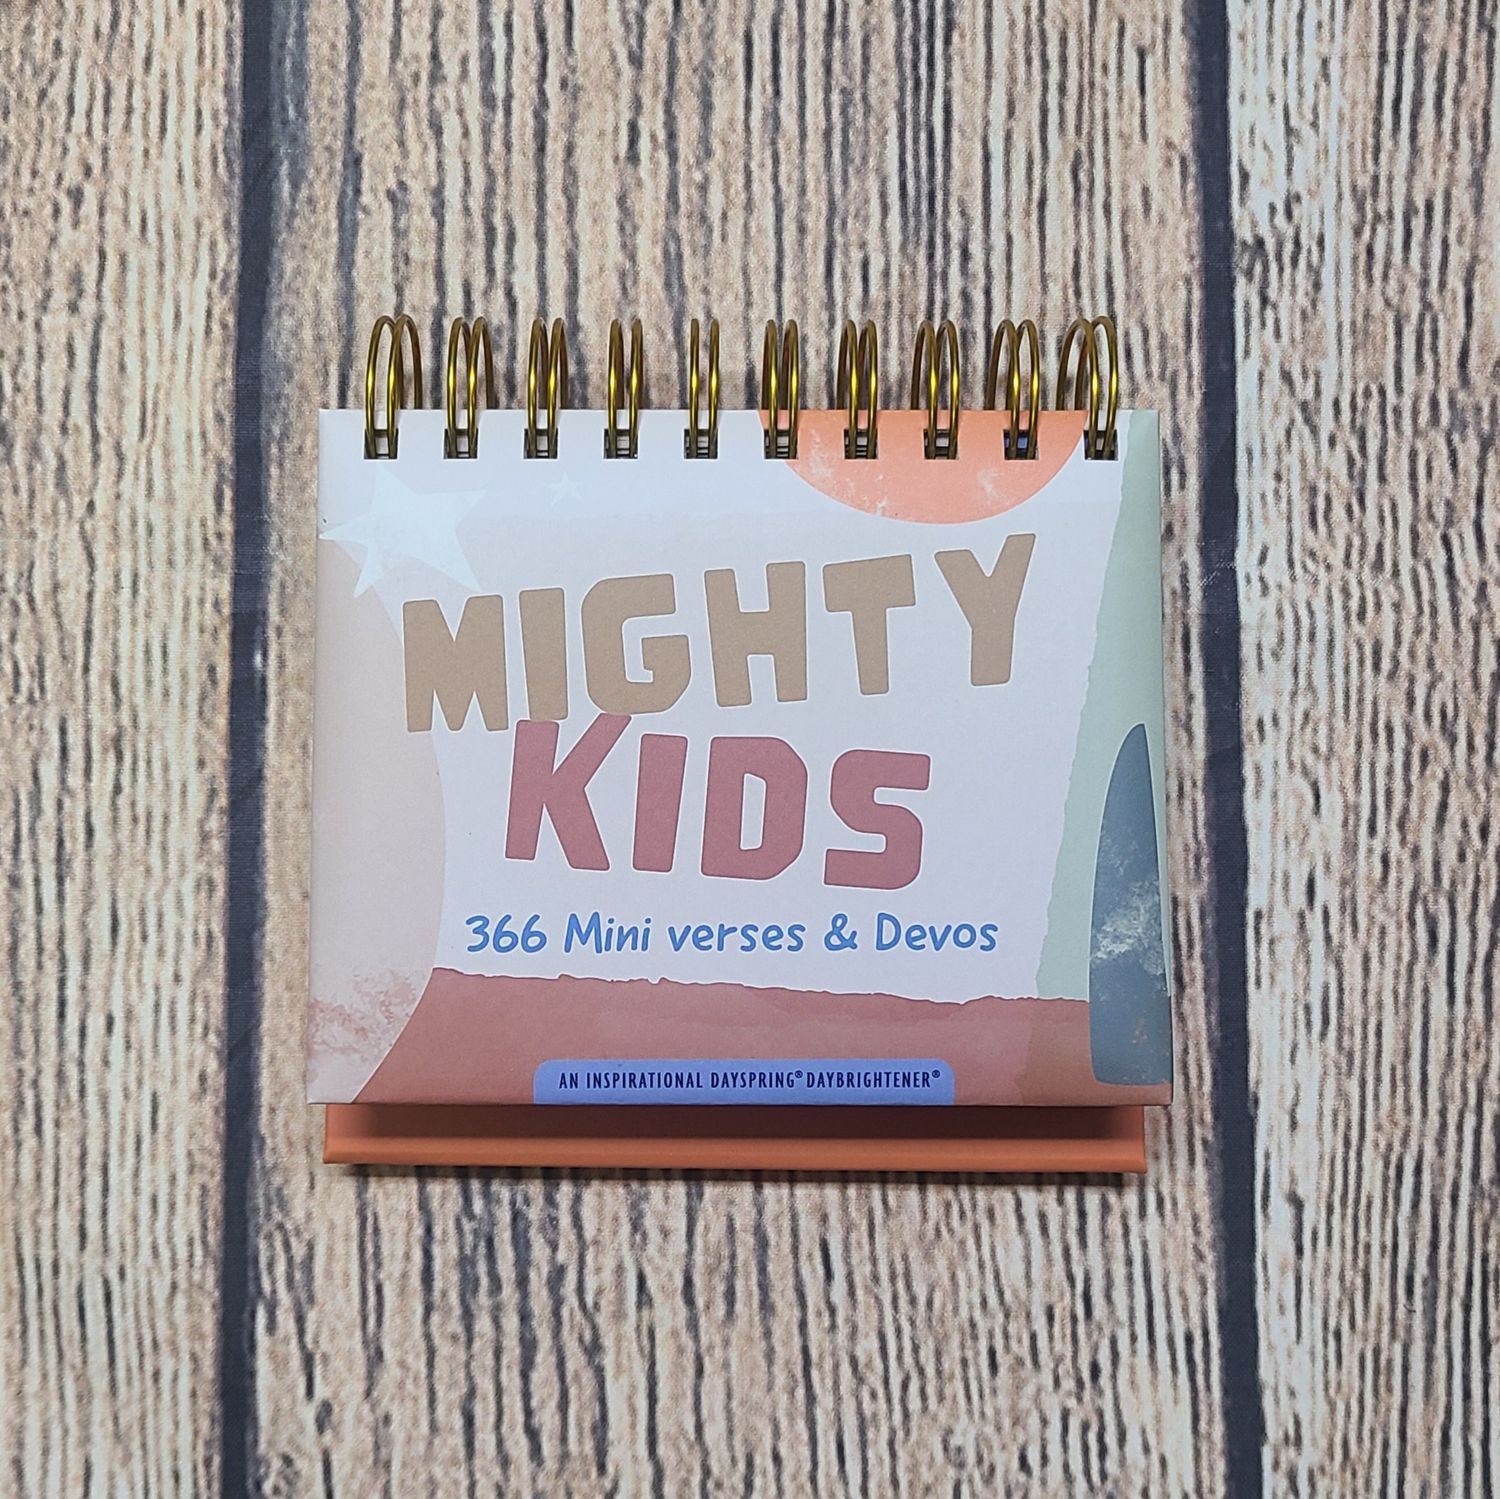 MIGHTY
KIDS
366 Mini verses & Devos
AN INSPIRATIONAL DAYSPRING® DAYBRIGHTENER®